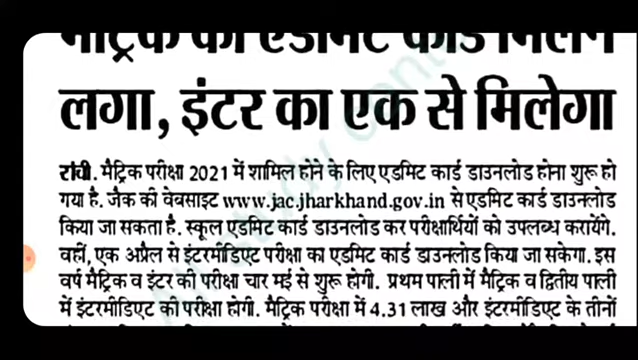 मैट्रिक का एडमिट कार्ड मिलने
लगा, इंटर का एक से मिलेगा
रांची. मैट्रिक परीक्षा 2021 में शामिल होने के लिए एडमिट कार्ड डाउनलोड होना शुरू हो
गया है. जैक की वेबसाइट www.jac.jharkhand.gov.in से एडमिट कार्ड डाउनलोड
किया जा सकता है. स्कूल एडमिट कार्ड डाउनलोड कर परीक्षार्थियों को उपलब्ध करायेंगे.
वहीं, एक अप्रैल से इंटरमीडिएट परीक्षा का एडमिट कार्ड डाउनलोड किया जा सकेगा. इस
वर्ष मैट्रिक व इंटर की परीक्षा चार मई से शुरू होगी. प्रथम पाली में मैट्रिक व द्वितीय पाली
में इंटरमीडिएट की परीक्षा होगी. मैट्रिक परीक्षा में 4.31 लाख और इंटरमीडिएट के तीनों